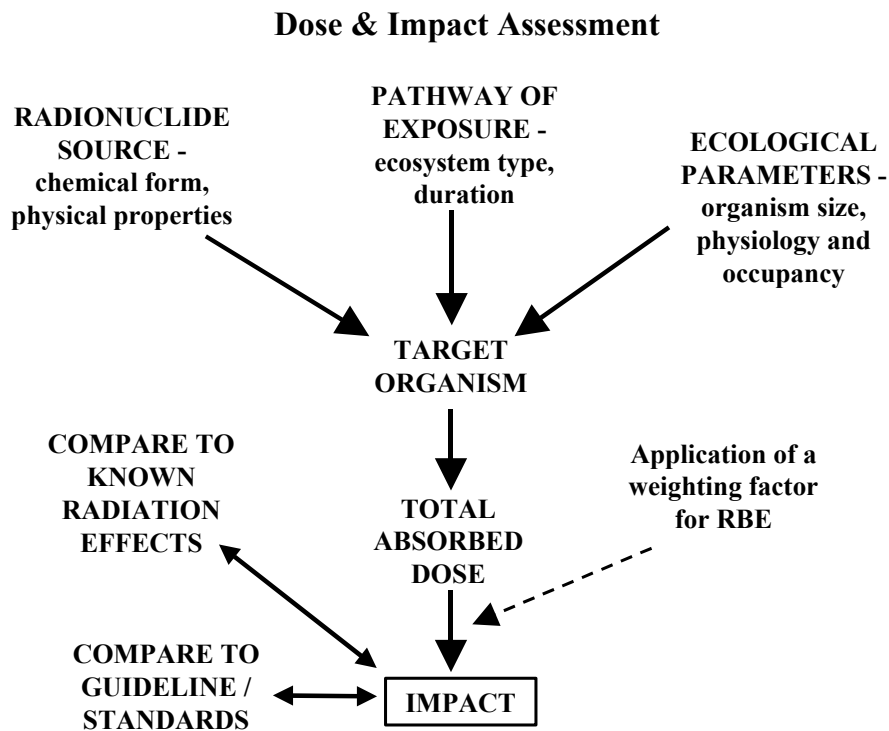 Dose & Impact Assessment
RADIONUCLIDE
SOURCE -
chemical form,
physical properties
PATHWAY OF
EXPOSURE -
ecosystem type,
duration
ECOLOGICAL
PARAMETERS -
organism size,
physiology and
occupancy
TARGET
ORGANISM
COMPARE TO
KNOWN
RADIATION
EFFECTS
TOTAL
ABSORBED
DOSE
Application of a
weighting factor
for RBE
COMPARE TO
GUIDELINE /
STANDARDS
IMPACT